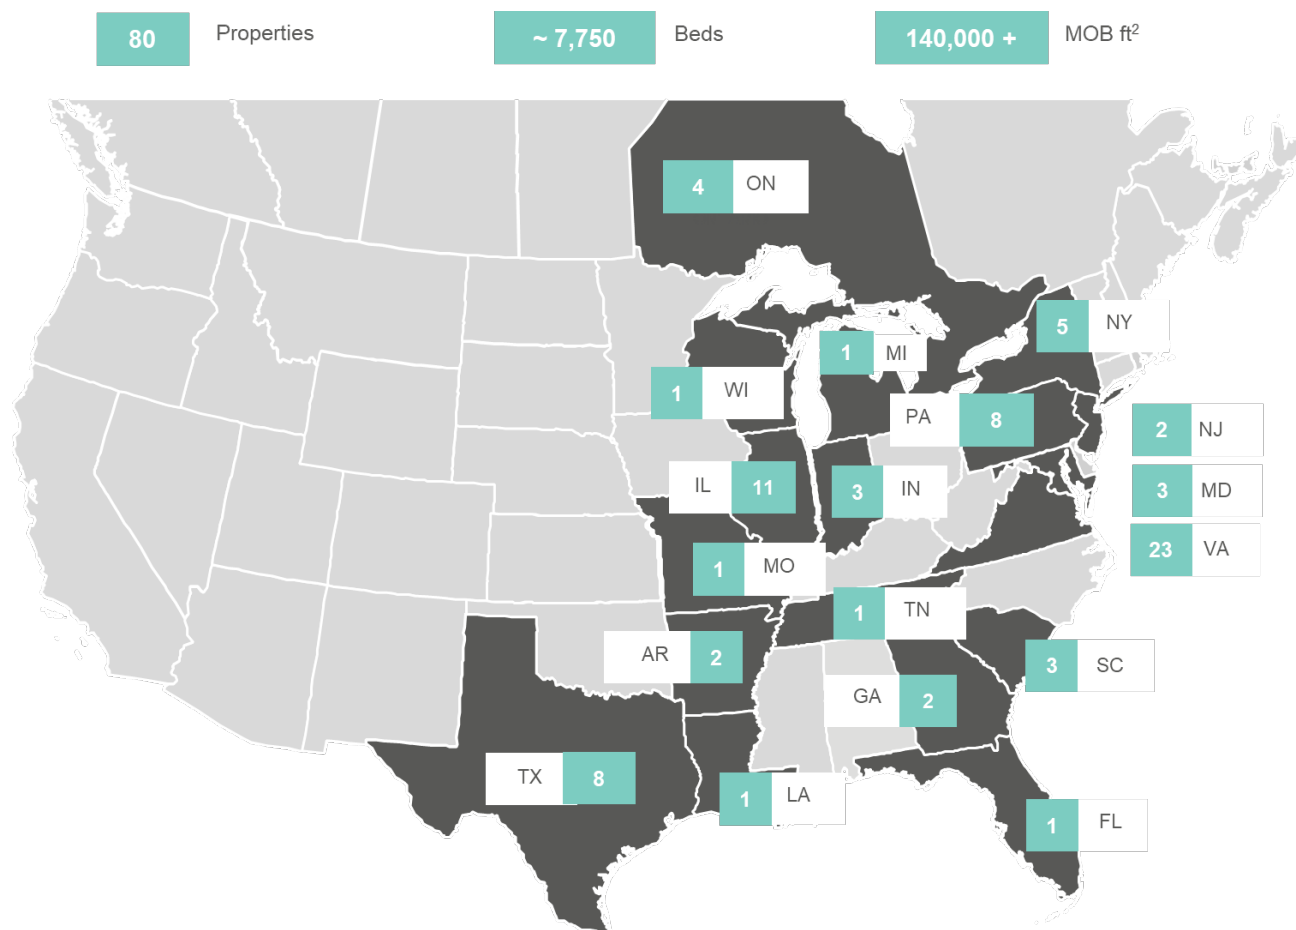 80 Properties ~ 7,750 Beds 140,000 + MOB ft²
4 ON
5 NY
1 MI
1 WI
PA 8
2 NJ
IL 11
3 IN
3 MD
23 VA
1 MO
1 TN
AR 2
3 SC
GA 2
TX 8
1 LA
1 FL